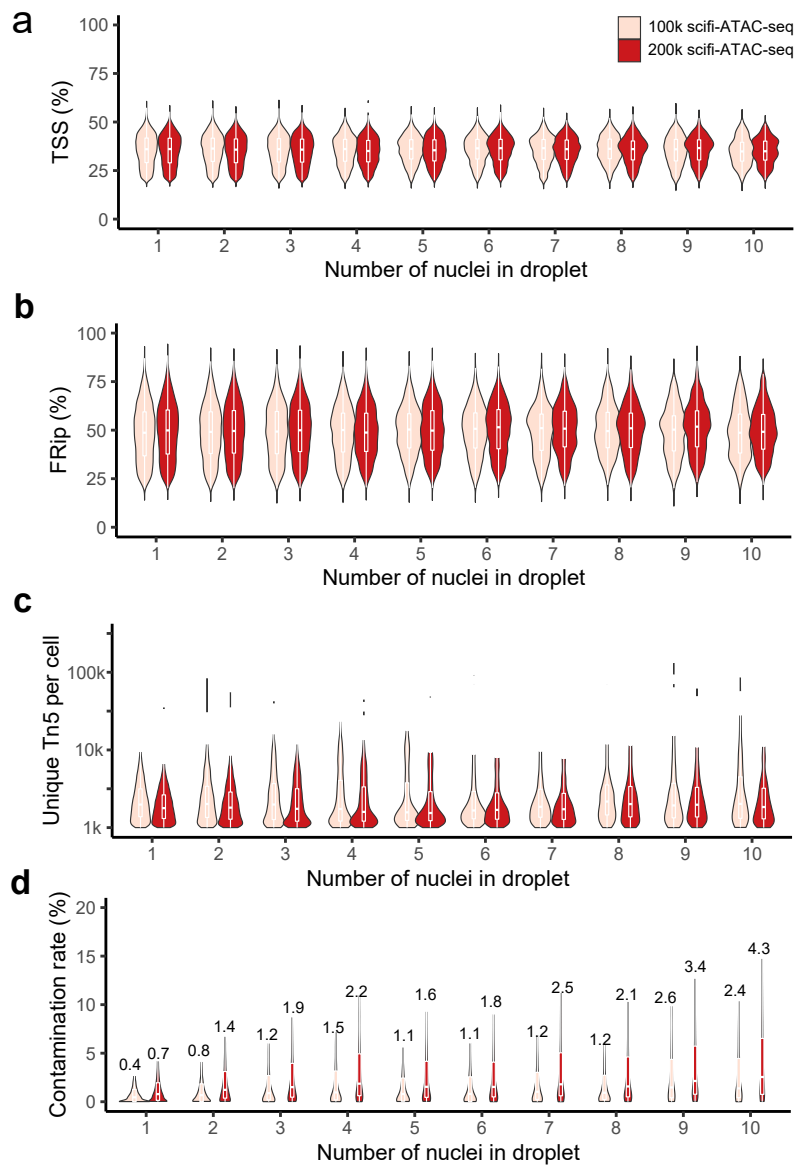 a
100k scifi-ATAC-seq
200k scifi-ATAC-seq
TSS (%)
100
75
50
25
0
1 2 3 4 5 6 7 8 9 10
Number of nuclei in droplet
b
FRip (%)
100
75
50
25
0
1 2 3 4 5 6 7 8 9 10
Number of nuclei in droplet
c
Unique Tn5 per cell
100k
10k
1k
1 2 3 4 5 6 7 8 9 10
Number of nuclei in droplet
d
Contamination rate (%)
20
15
10
5
0
0.4 0.7 0.8 1.4 1.2 1.9 1.5 2.2 1.1 1.6 1.1 1.8 1.2 2.5 1.2 2.1 2.6 3.4 2.4 4.3
1 2 3 4 5 6 7 8 9 10
Number of nuclei in droplet